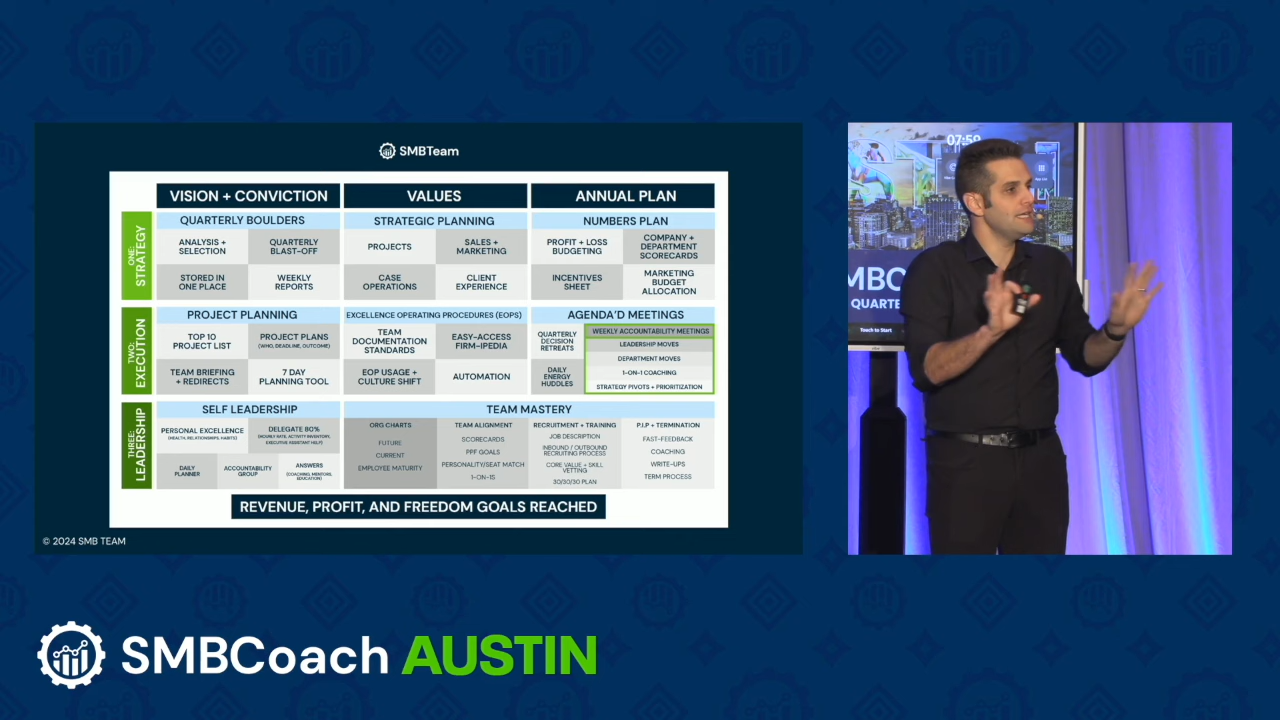 SMBTeam
VISION + CONVICTION
VALUES
ANNUAL PLAN
ONE:
STRATEGY
QUARTERLY BOULDERS
ANALYSIS +
SELECTION
QUARTERLY
BLAST-OFF
STORED IN
ONE PLACE
WEEKLY
REPORTS
STRATEGIC PLANNING
PROJECTS
SALES +
MARKETING
CASE
OPERATIONS
CLIENT
EXPERIENCE
NUMBERS PLAN
PROFIT + LOSS
BUDGETING
COMPANY +
DEPARTMENT
SCORECARDS
INCENTIVES
SHEET
MARKETING
BUDGET
ALLOCATION
TWO:
EXECUTION
PROJECT PLANNING
TOP 10
PROJECT LIST
PROJECT PLANS
(WHO, DEADLINE, OUTCOME)
TEAM BRIEFING
+ REDIRECTS
7 DAY
PLANNING TOOL
EXCELLENCE OPERATING PROCEDURES (EOPS)
TEAM
DOCUMENTATION
STANDARDS
EASY-ACCESS
FIRM-IPEDIA
EOP USAGE +
CULTURE SHIFT
AUTOMATION
AGENDA'D MEETINGS
QUARTERLY
DECISION
RETREATS
DAILY
ENERGY
HUDDLES
WEEKLY ACCOUNTABILITY MEETINGS
LEADERSHIP MOVES
DEPARTMENT MOVES
1-ON-1 COACHING
STRATEGY PIVOTS + PRIORITIZATION
THREE:
LEADERSHIP
SELF LEADERSHIP
PERSONAL EXCELLENCE
(HEALTH, RELATIONSHIPS, HABITS)
DELEGATE 80%
(HOURLY RATE, ACTIVITY INVENTORY,
EXECUTIVE ASSISTANT HELP)
DAILY
PLANNER
ACCOUNTABILITY
GROUP
ANSWERS
(COACHING, MENTORS,
EDUCATION)
TEAM MASTERY
ORG CHARTS
FUTURE
CURRENT
EMPLOYEE MATURITY
TEAM ALIGNMENT
SCORECARDS
PPF GOALS
PERSONALITY/SEAT MATCH
1-ON-1S
RECRUITMENT + TRAINING
JOB DESCRIPTION
INBOUND / OUTBOUND
RECRUITING PROCESS
CORE VALUE + SKILL
VETTING
30/30/30 PLAN
P.I.P + TERMINATION
FAST-FEEDBACK
COACHING
WRITE-UPS
TERM PROCESS
REVENUE, PROFIT, AND FREEDOM GOALS REACHED
© 2024 SMB TEAM
07:59
SMBC
QUARTE
Touch to Start
SMBCoach AUSTIN